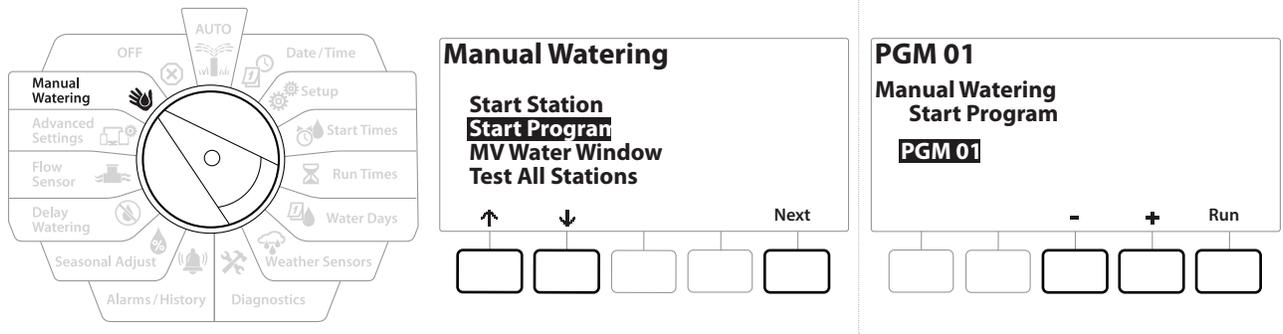 AUTO
OFF
Date/Time
Manual
Watering
Setup
Advanced
Settings
Start Times
Flow
Sensor
Run Times
Delay
Watering
Water Days
Seasonal Adjust
Weather Sensors
Alarms/History
Diagnostics
Manual Watering
Start Station
Start Program
MV Water Window
Test All Stations
Next
PGM 01
Manual Watering
Start Program
PGM 01
- + Run